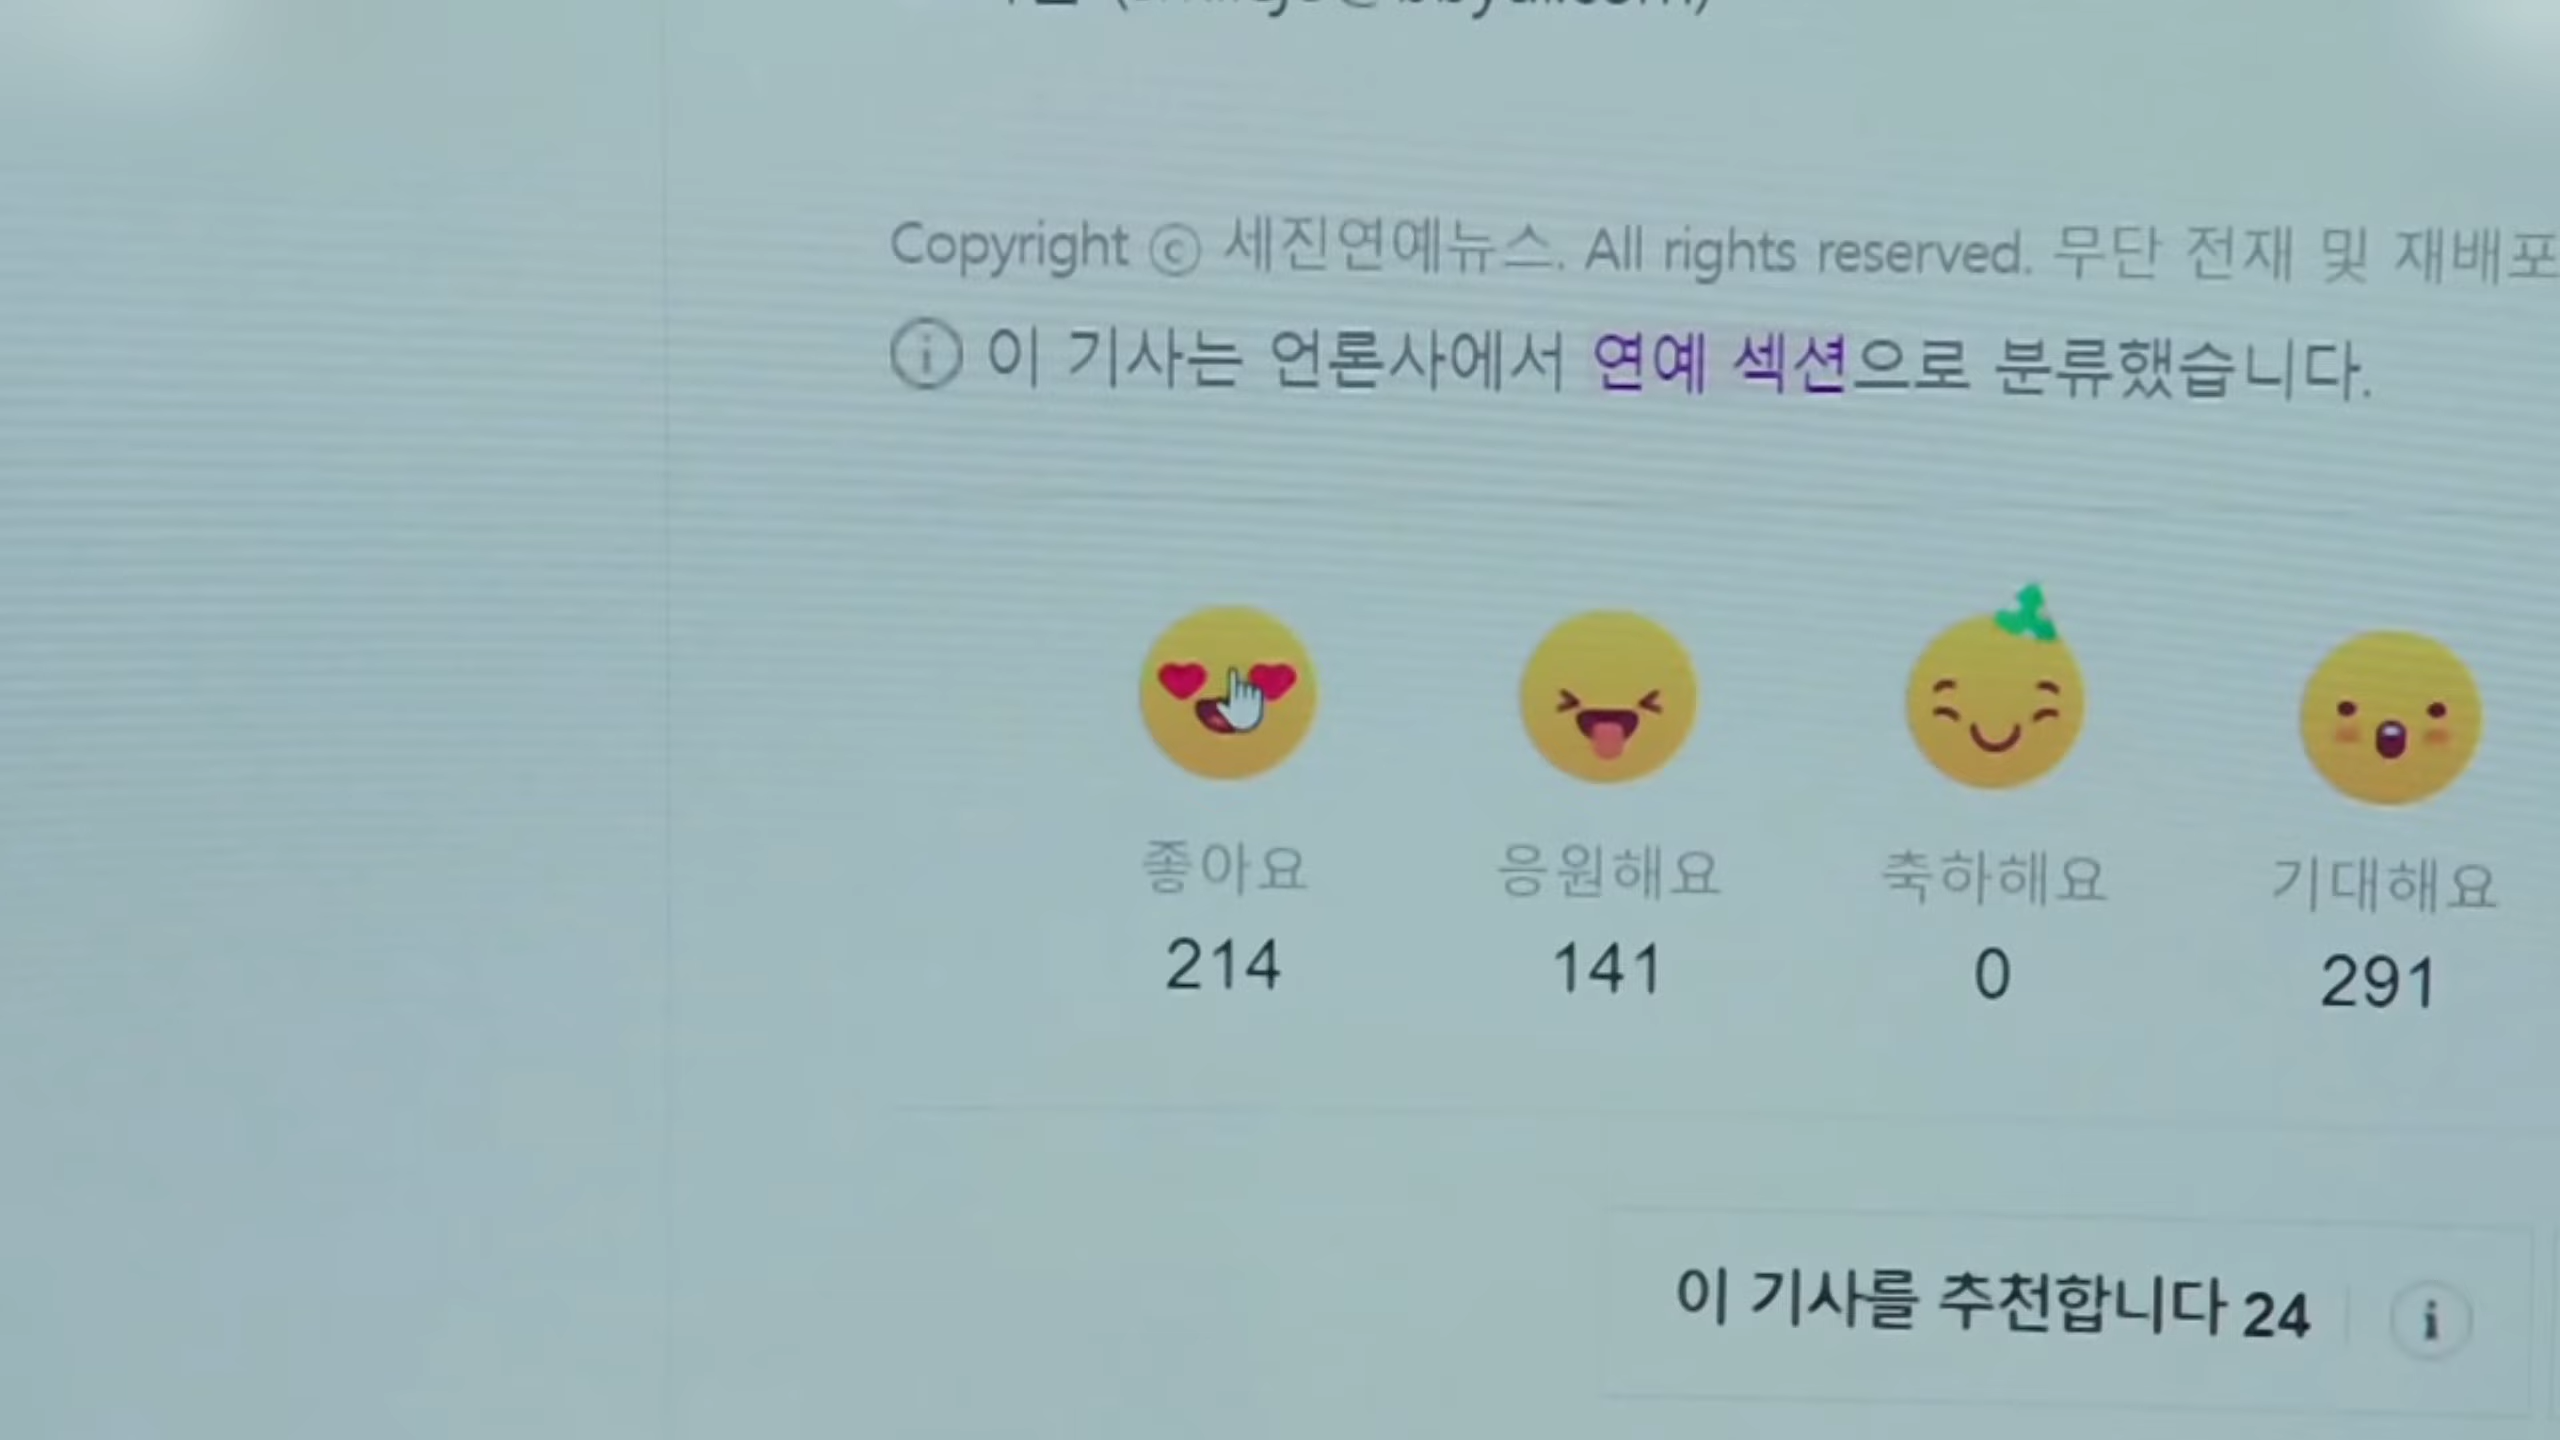 Copyright ⓒ 세진연예뉴스. All rights reserved. 무단 전재 및 재배포
이 기사는 언론사에서 연예 섹션으로 분류했습니다.
좋아요 응원해요 축하해요 기대해요
214 141 0 291
이 기사를 추천합니다 24